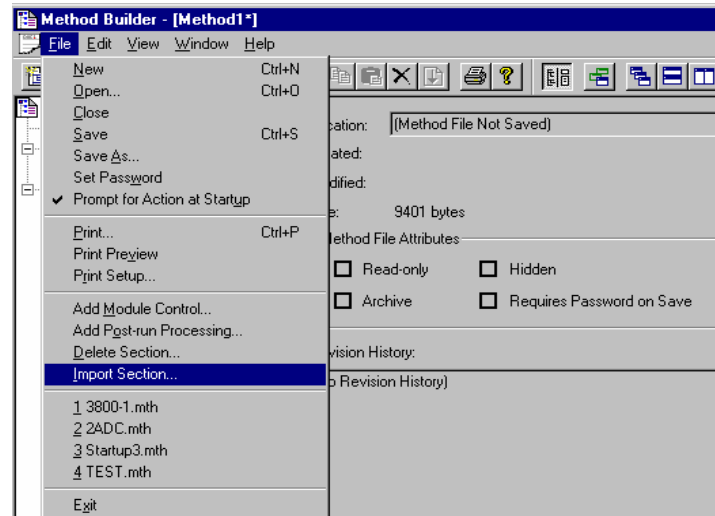 Method Builder - [Method1*]
File Edit View Window Help
New Ctrl+N
Open... Ctrl+O
Close
Save Ctrl+S
Save As...
Set Password
Prompt for Action at Startup
Print... Ctrl+P
Print Preview
Print Setup...
Add Module Control...
Add Post-run Processing...
Delete Section...
Import Section...
1 3800-1.mth
2 2ADC.mth
3 Startup3.mth
4 TEST.mth
Exit
cation: (Method File Not Saved)
ated:
dified:
e: 9401 bytes
ethod File Attributes
Read-only Hidden
Archive Requires Password on Save
vision History:
o Revision History)